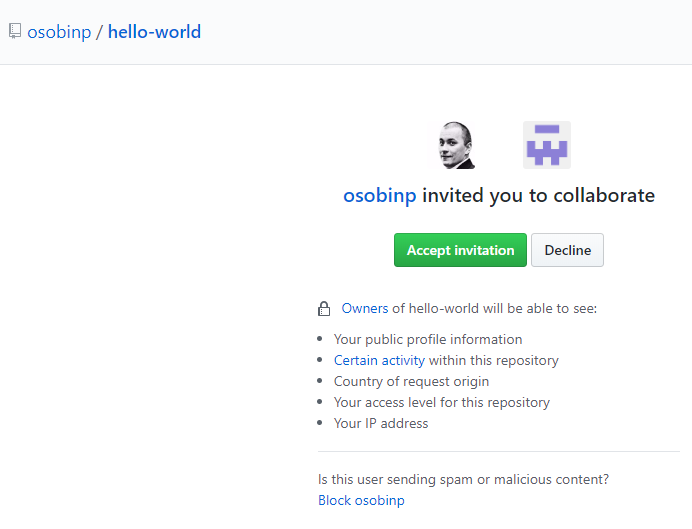 osobinp / hello-world
osobinp invited you to collaborate
Accept invitation Decline
Owners of hello-world will be able to see:
• Your public profile information
• Certain activity within this repository
• Country of request origin
• Your access level for this repository
• Your IP address
Is this user sending spam or malicious content?
Block osobinp